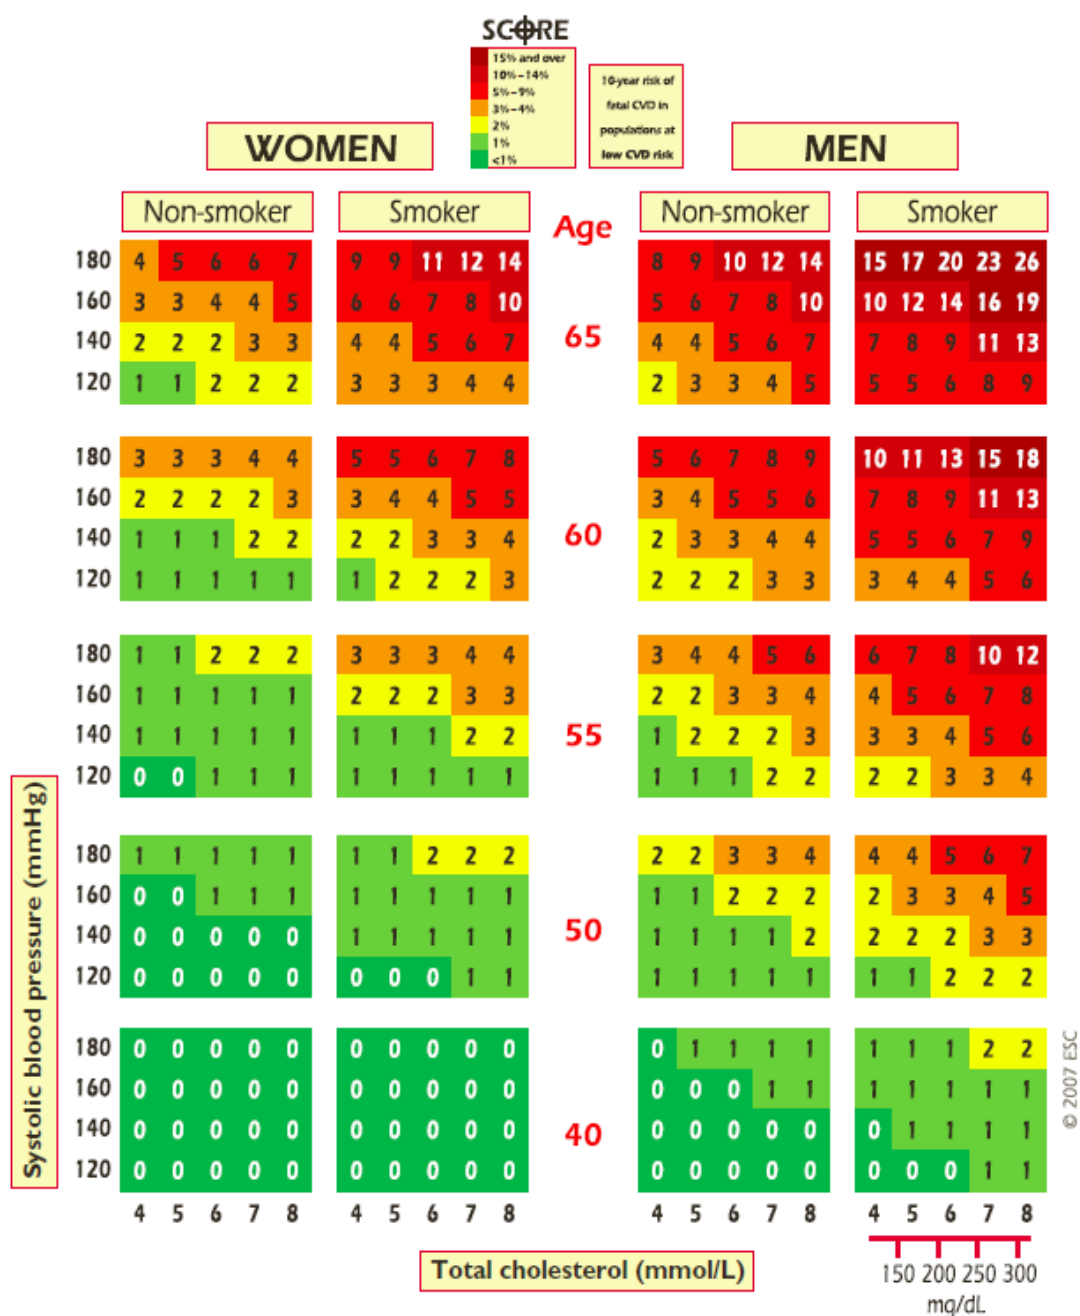 SCORE
15% and over
10%–14%
5%–9%
3%–4%
2%
1%
<1%
10-year risk of
fatal CVD in
populations at
low CVD risk
WOMEN
MEN
Non-smoker Smoker Age Non-smoker Smoker
180 4 5 6 6 7 9 9 11 12 14 8 9 10 12 14 15 17 20 23 26
160 3 3 4 4 5 6 6 7 8 10 5 6 7 8 10 10 12 14 16 19
65
140 2 2 2 3 3 4 4 5 6 7 4 4 5 6 7 7 8 9 11 13
120 1 1 2 2 2 3 3 3 4 4 2 3 3 4 5 5 5 6 8 9
180 3 3 3 4 4 5 5 6 7 8 5 6 7 8 9 10 11 13 15 18
160 2 2 2 2 3 3 4 4 5 5 3 4 5 5 6 7 8 9 11 13
60
140 1 1 1 2 2 2 2 3 3 4 2 3 3 4 4 5 5 6 7 9
120 1 1 1 1 1 1 2 2 2 3 2 2 2 3 3 3 4 4 5 6
180 1 1 2 2 2 3 3 3 4 4 3 4 4 5 6 6 7 8 10 12
160 1 1 1 1 1 2 2 2 3 3 2 2 3 3 4 4 5 6 7 8
55
140 1 1 1 1 1 1 1 1 2 2 1 2 2 2 3 3 3 4 5 6
120 0 0 1 1 1 1 1 1 1 1 1 1 1 2 2 2 2 3 3 4
180 1 1 1 1 1 1 1 2 2 2 2 2 3 3 4 4 4 5 6 7
160 0 0 1 1 1 1 1 1 1 1 1 1 2 2 2 2 3 3 4 5
50
140 0 0 0 0 0 1 1 1 1 1 1 1 1 1 2 2 2 2 3 3
120 0 0 0 0 0 0 0 0 1 1 1 1 1 1 1 1 1 2 2 2
180 0 0 0 0 0 0 0 0 0 0 0 1 1 1 1 1 1 1 2 2
160 0 0 0 0 0 0 0 0 0 0 0 0 0 1 1 1 1 1 1 1
40
140 0 0 0 0 0 0 0 0 0 0 0 0 0 0 0 0 1 1 1 1
120 0 0 0 0 0 0 0 0 0 0 0 0 0 0 0 0 0 0 1 1
4 5 6 7 8 4 5 6 7 8 4 5 6 7 8 4 5 6 7 8
Systolic blood pressure (mmHg)
Total cholesterol (mmol/L)
150 200 250 300
mg/dL
© 2007 ESC